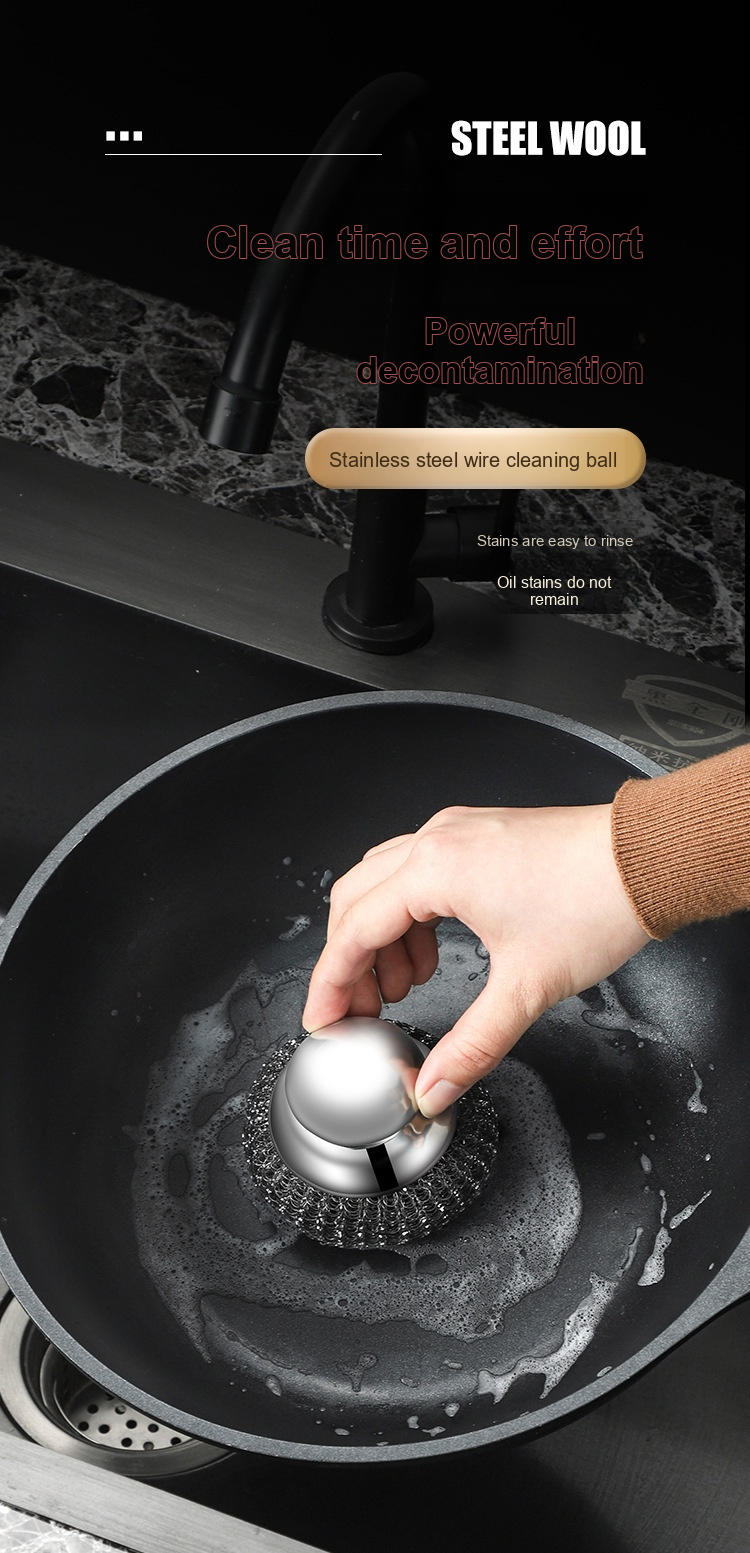 STEEL WOOL
Clean time and effort
Powerful
decontamination
Stainless steel wire cleaning ball
Stains are easy to rinse
Oil stains do not
remain